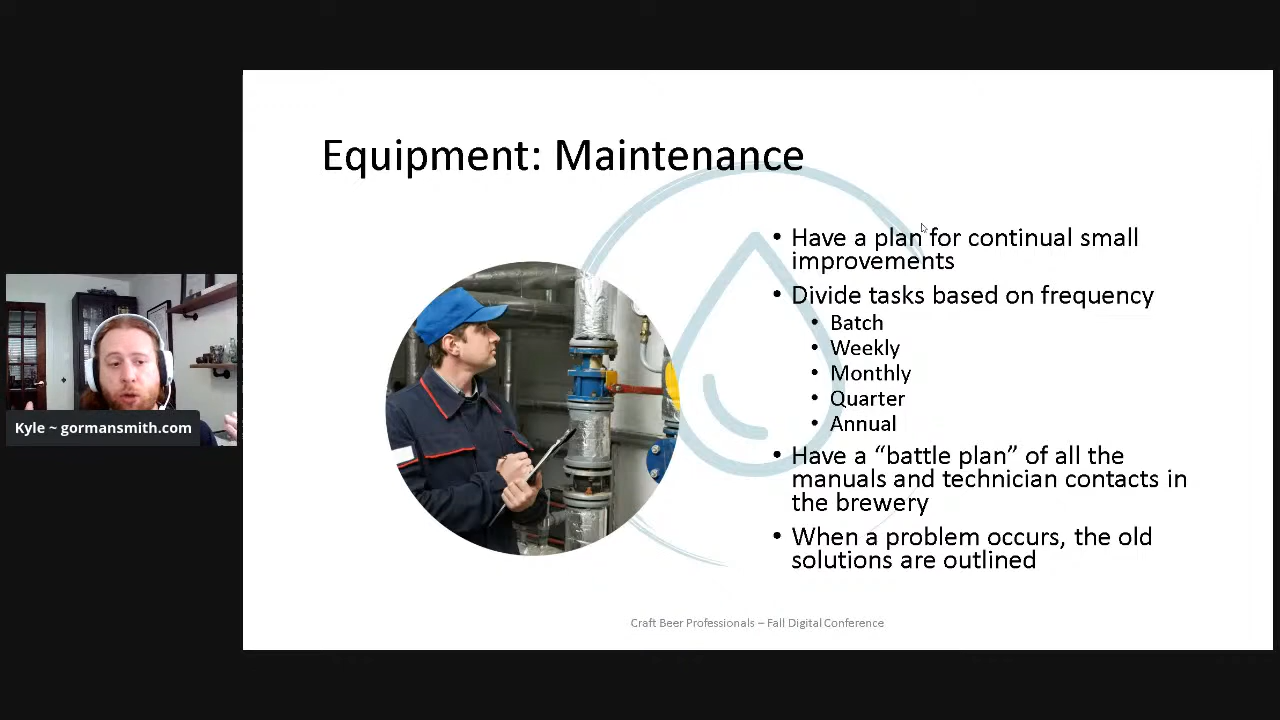 Equipment: Maintenance
• Have a plan for continual small
improvements
• Divide tasks based on frequency
• Batch
• Weekly
• Monthly
• Quarter
• Annual
• Have a “battle plan” of all the
manuals and technician contacts in
the brewery
• When a problem occurs, the old
solutions are outlined
Kyle ~ gormansmith.com
Craft Beer Professionals – Fall Digital Conference